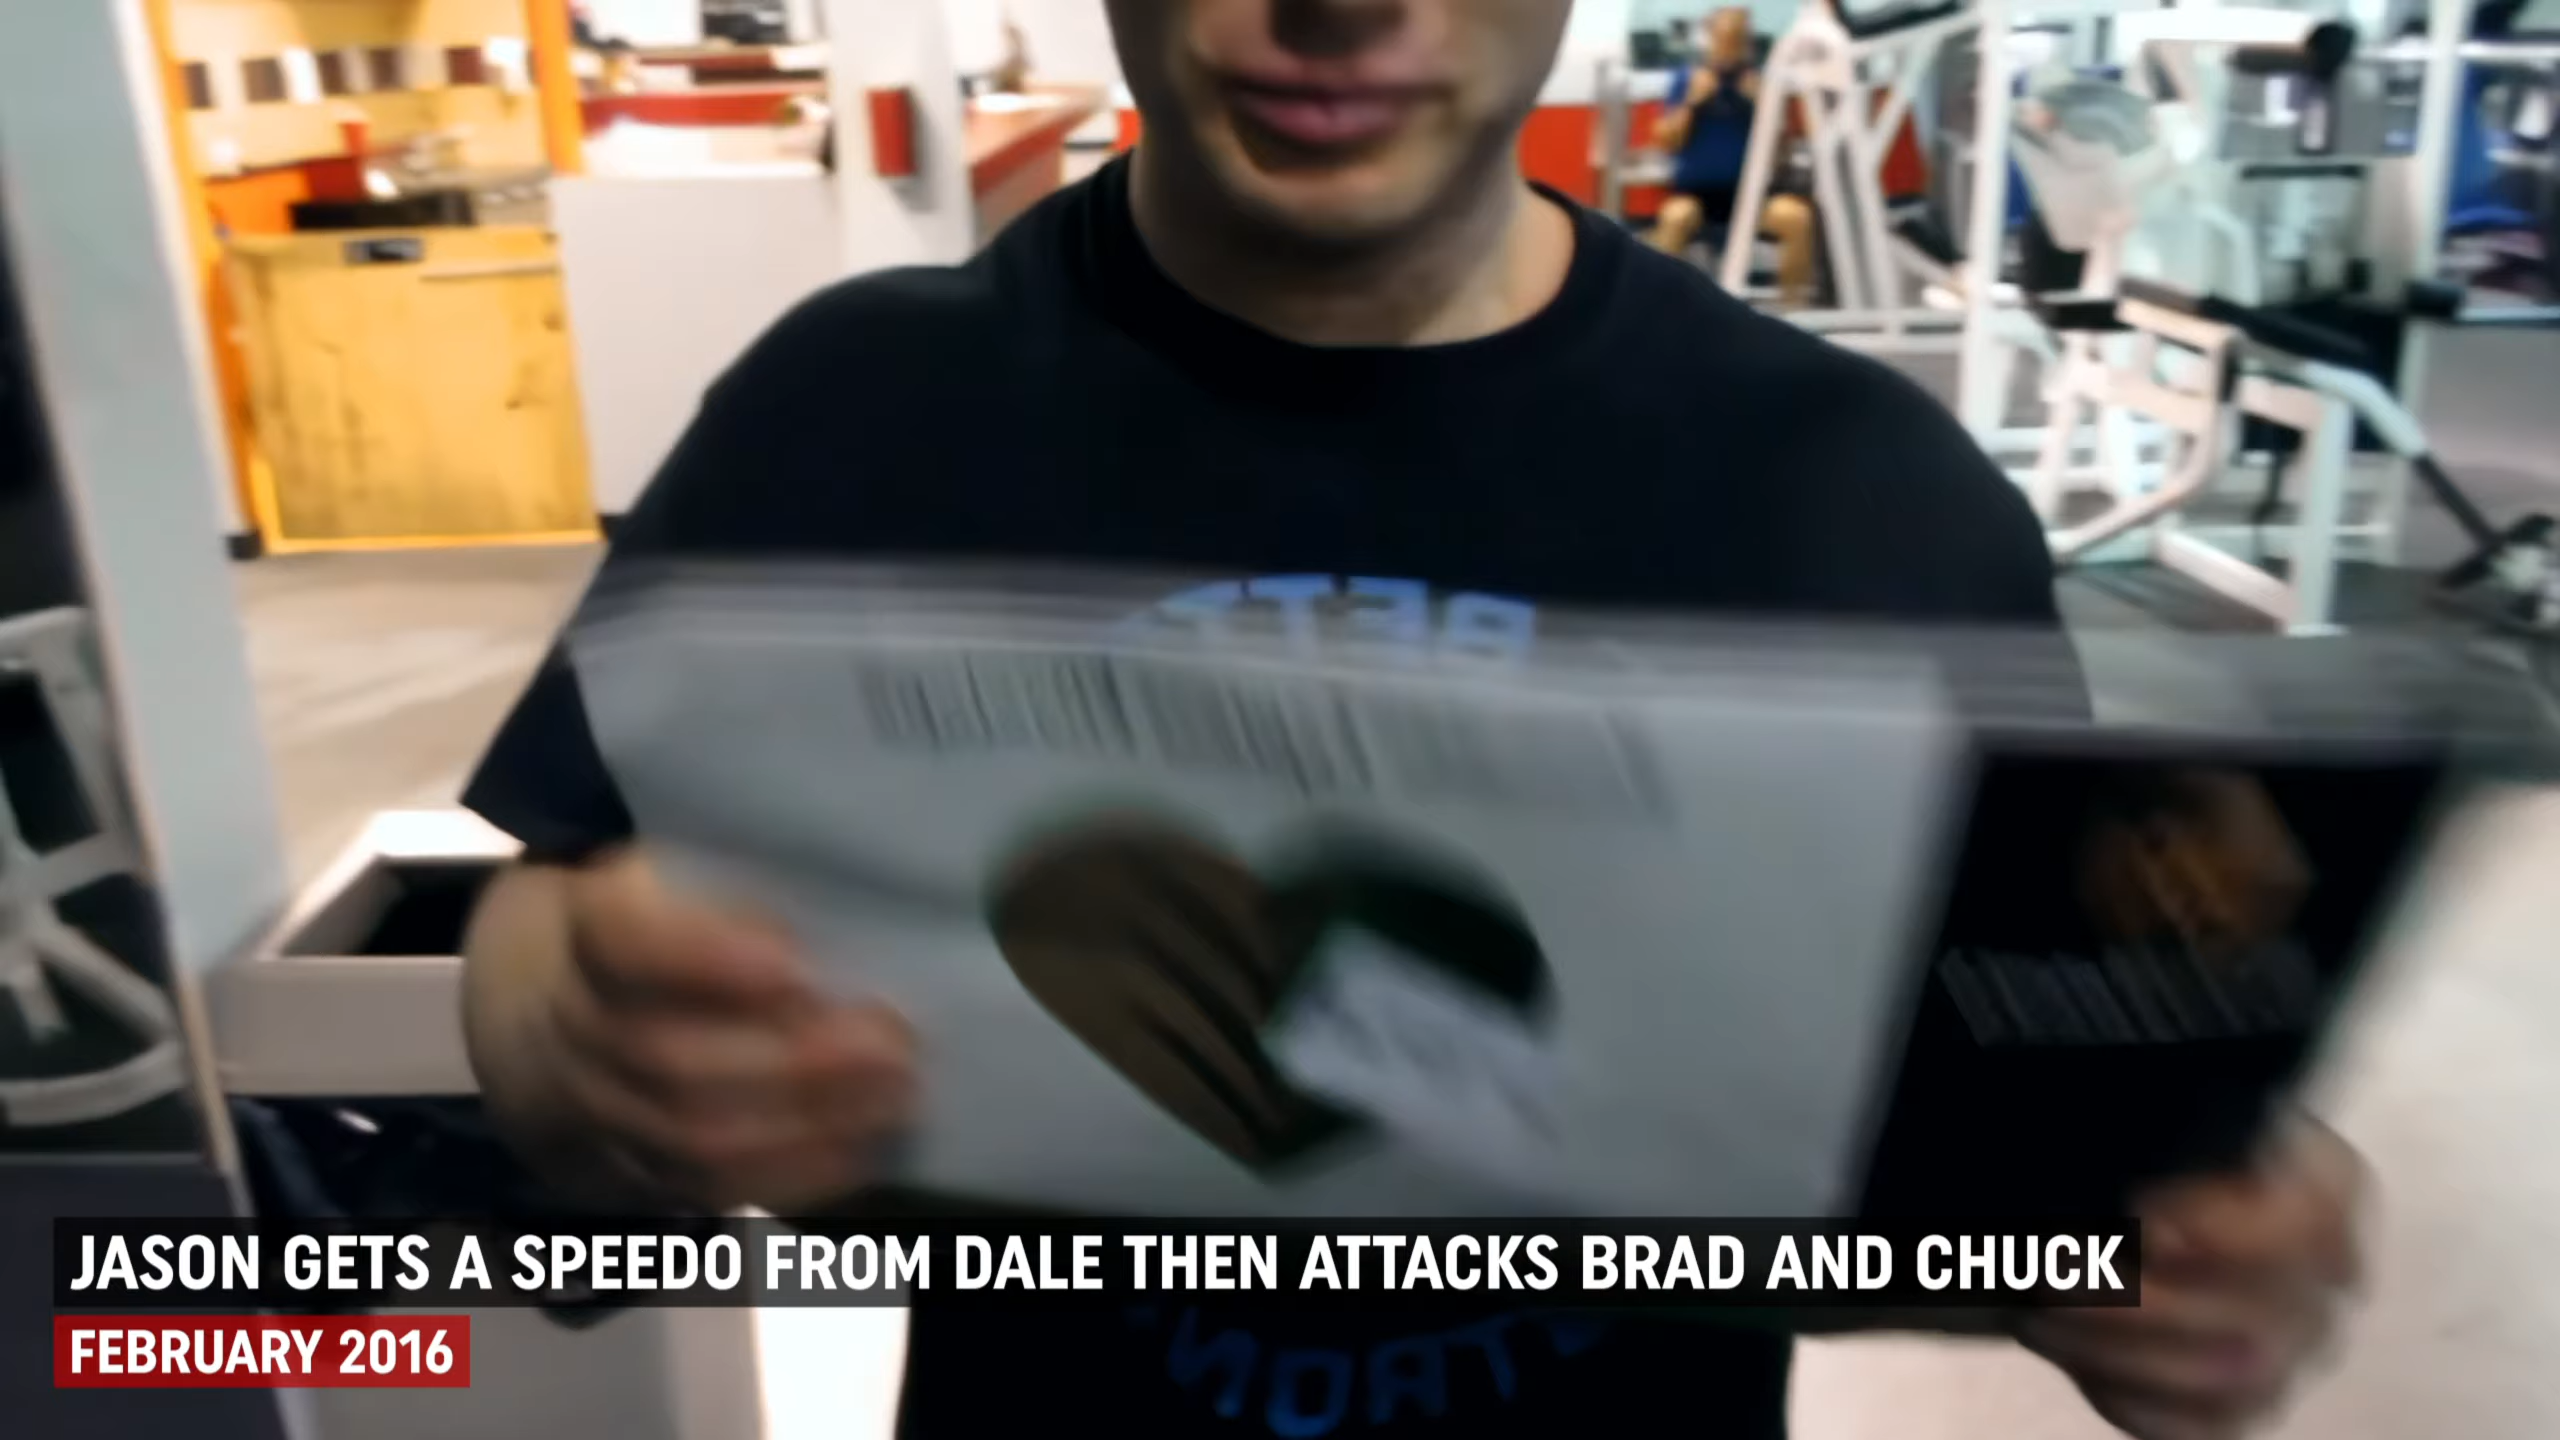 JASON GETS A SPEEDO FROM DALE THEN ATTACKS BRAD AND CHUCK
FEBRUARY 2016